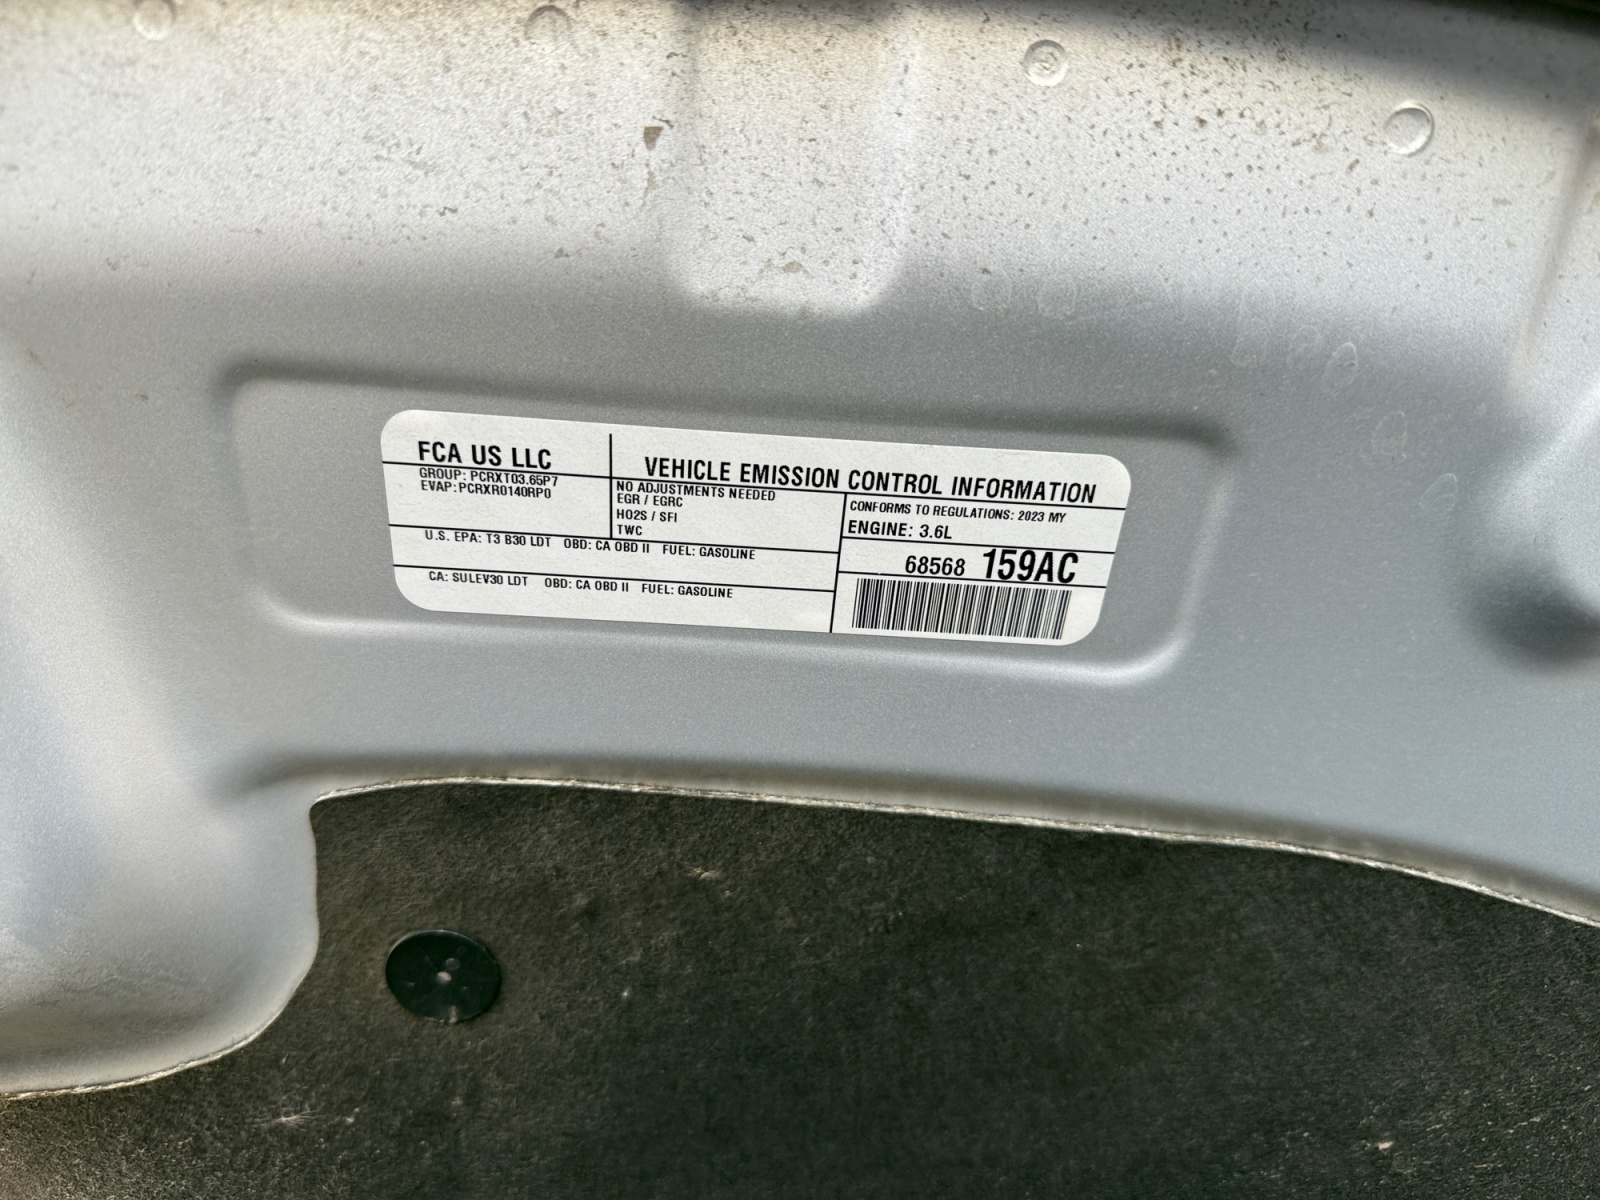 FCA US LLC
GROUP: PCRXT03.65P7
EVAP: PCRXR0140RP0
VEHICLE EMISSION CONTROL INFORMATION
NO ADJUSTMENTS NEEDED
EGR / EGRC
HO2S / SFI
TWC
CONFORMS TO REGULATIONS: 2023 MY
ENGINE: 3.6L
U.S. EPA: T3 B30 LDT OBD: CA OBD II FUEL: GASOLINE
68568 159AC
CA: SULEV30 LDT OBD: CA OBD II FUEL: GASOLINE